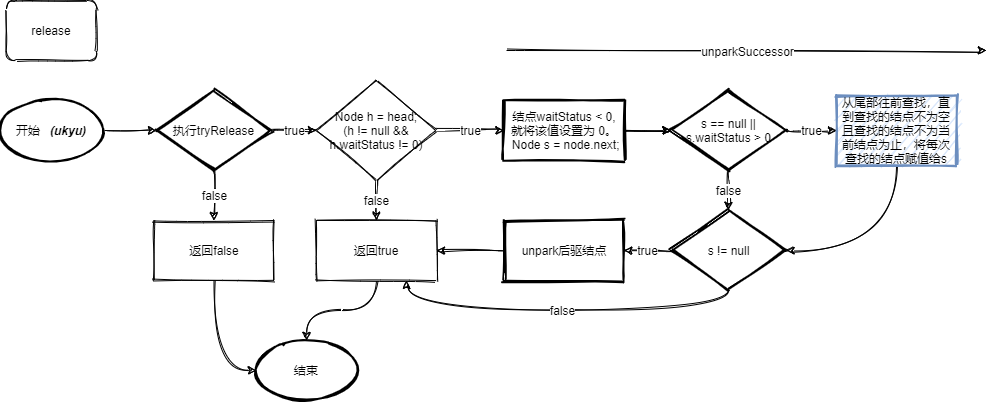 release
unparkSuccessor
开始 (ukyu)
执行tryRelease
true
Node h = head;
(h != null &&
h.waitStatus != 0)
true
结点waitStatus < 0,
就将该值设置为 0。
Node s = node.next;
s == null ||
s.waitStatus > 0
true
从尾部往前查找，直
到查找的结点不为空
且查找的结点不为当
前结点为止，将每次
查找的结点赋值给s
false
false
false
返回false
返回true
unpark后驱结点
true
s != null
false
结束